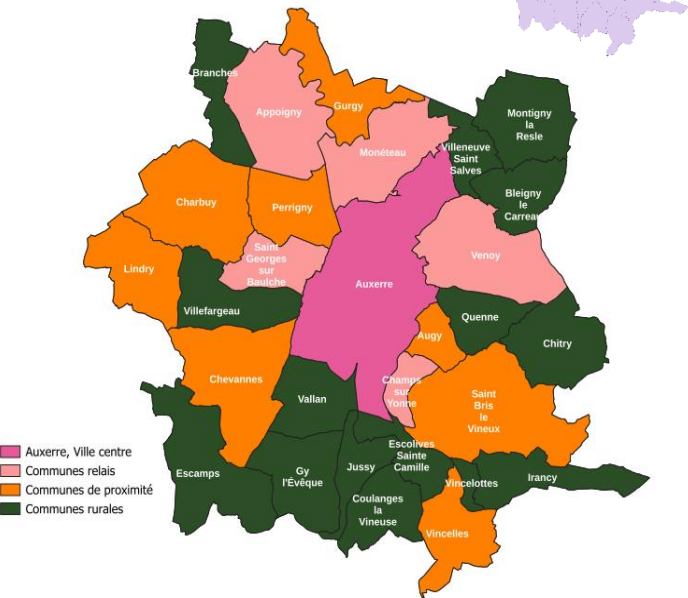 Branches
Appoigny
Gurgy
Montigny
la
Resle
Monéteau
Villeneuve
Saint
Salves
Bleigny
le
Carreau
Charbuy
Perrigny
Saint
Georges
sur
Baulche
Venoy
Lindry
Auxerre
Villefargeau
Quenne
Augy
Chitry
Chevannes
Champs
sur
Yonne
Vallan
Saint
Bris
le
Vineux
Escolives
Sainte
Camille
Escamps
Gy
l'Évêque
Jussy
Vincelottes
Irancy
Coulanges
la
Vineuse
Vincelles
Auxerre, Ville centre
Communes relais
Communes de proximité
Communes rurales